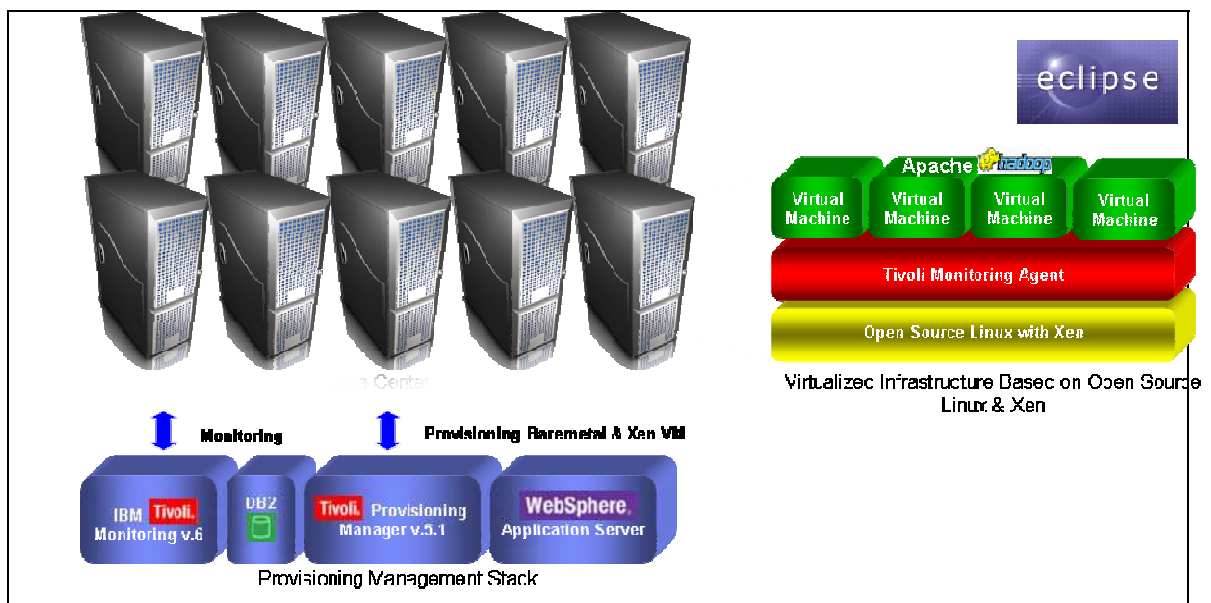 eclipse
Apache hadoop
Virtual Machine
Virtual Machine
Virtual Machine
Virtual Machine
Tivoli Monitoring Agent
Open Source Linux with Xen
Virtualized Infrastructure Based on Open Source
Linux & Xen
Center
Monitoring
Provisioning Baremetal & Xen VM
IBM Tivoli.
Monitoring v.6
DB2
Tivoli. Provisioning
Manager v.5.1
WebSphere.
Application Server
Provisioning Management Stack